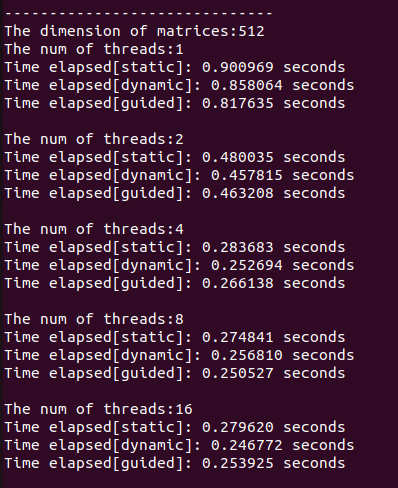 ------------------------------
The dimension of matrices:512
The num of threads:1
Time elapsed[static]: 0.900969 seconds
Time elapsed[dynamic]: 0.858064 seconds
Time elapsed[guided]: 0.817635 seconds
The num of threads:2
Time elapsed[static]: 0.480035 seconds
Time elapsed[dynamic]: 0.457815 seconds
Time elapsed[guided]: 0.463208 seconds
The num of threads:4
Time elapsed[static]: 0.283683 seconds
Time elapsed[dynamic]: 0.252694 seconds
Time elapsed[guided]: 0.266138 seconds
The num of threads:8
Time elapsed[static]: 0.274841 seconds
Time elapsed[dynamic]: 0.256810 seconds
Time elapsed[guided]: 0.250527 seconds
The num of threads:16
Time elapsed[static]: 0.279620 seconds
Time elapsed[dynamic]: 0.246772 seconds
Time elapsed[guided]: 0.253925 seconds